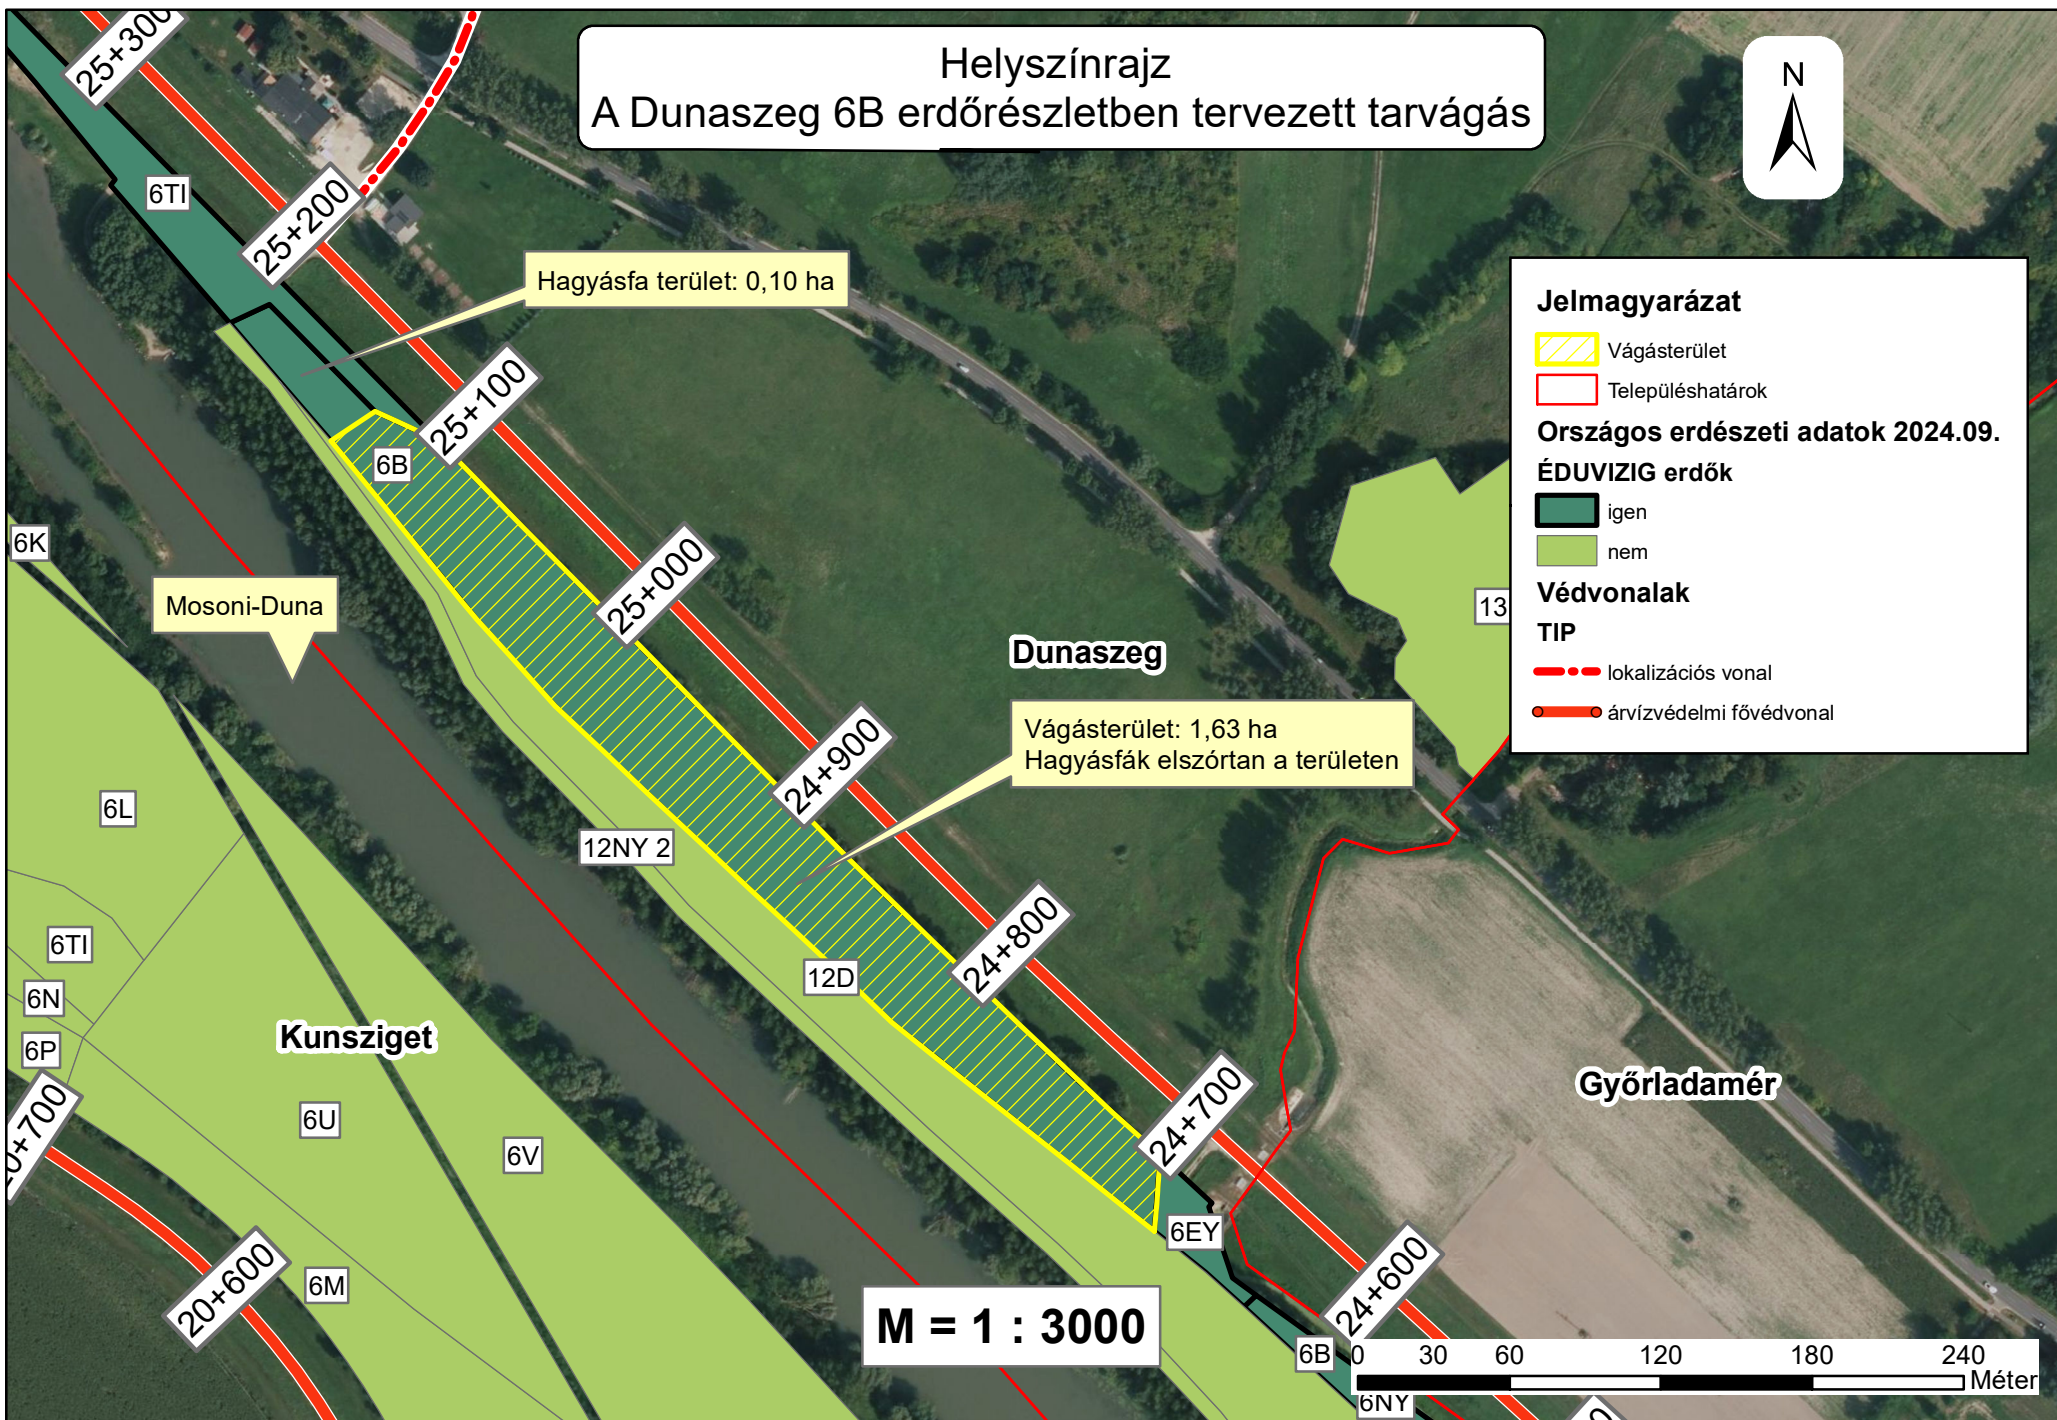 Helyszínrajz
A Dunaszeg 6B erdőrészletben tervezett tarvágás
N
25+300
6TI
25+200
Hagyásfa terület: 0,10 ha
25+100
6B
Jelmagyarázat
Vágásterület
Településhatárok
Országos erdészeti adatok 2024.09.
ÉDUVIZIG erdők
igen
nem
Védvonalak
TIP
lokalizációs vonal
árvízvédelmi fővédvonal
6K
Mosoni-Duna
25+000
13
Dunaszeg
Vágásterület: 1,63 ha
Hagyásfák elszórtan a területen
24+900
6L
12NY 2
6TI
24+800
12D
6N
Kunsziget
6P
Győrladamér
24+700
6U
6V
6EY
20+600
6M
24+600
M = 1 : 3000
6B
0 30 60 120 180 240
Méter
6NY